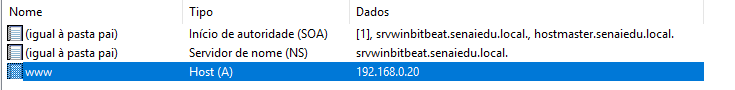 Nome Tipo Dados
(igual à pasta pai) Início de autoridade (SOA) [1], srvwinbitbeat.senaiedu.local., hostmaster.senaiedu.local.
(igual à pasta pai) Servidor de nome (NS) srvwinbitbeat.senaiedu.local.
www Host (A) 192.168.0.20